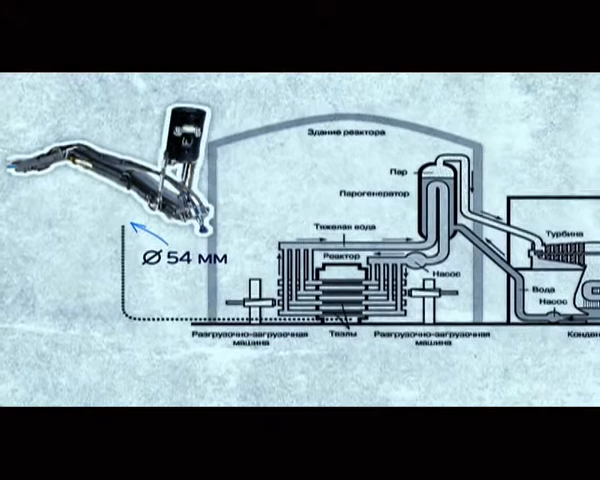 Здание реактора
Пар
Парогенератор
Тяжелая вода
Турбина
Реактор
Ø 54 мм
Насос
Вода
Насос
Разгрузочно-загрузочная
машина
Твэлы
Разгрузочно-загрузочная
машина
Конден